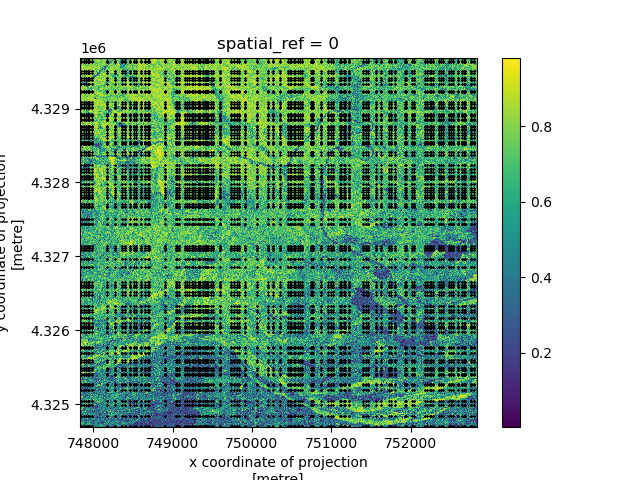 spatial_ref = 0
1e6
4.329
4.328
4.327
4.326
4.325
y coordinate of projection
[metre]
748000 749000 750000 751000 752000
x coordinate of projection
[metre]
0.8
0.6
0.4
0.2